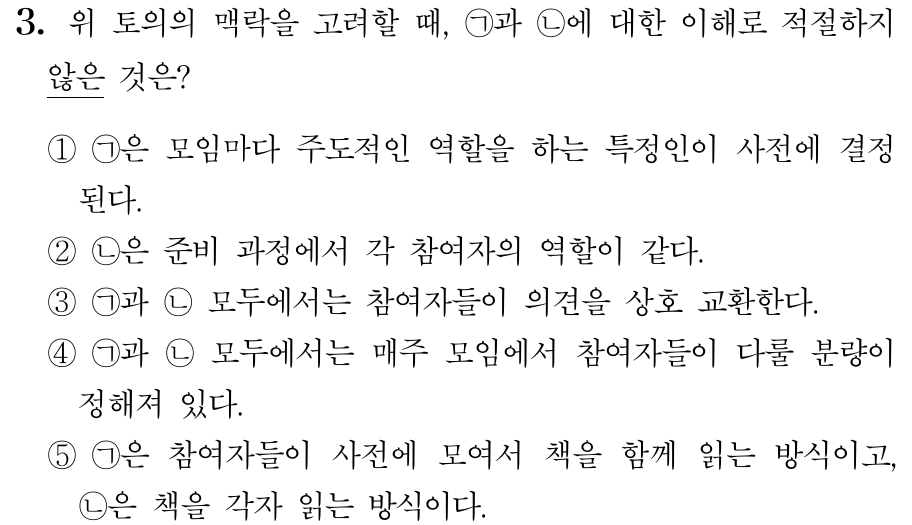 3. 위 토의의 맥락을 고려할 때, ㉠과 ㉡에 대한 이해로 적절하지
않은 것은?
① ㉠은 모임마다 주도적인 역할을 하는 특정인이 사전에 결정
된다.
② ㉡은 준비 과정에서 각 참여자의 역할이 같다.
③ ㉠과 ㉡ 모두에서는 참여자들이 의견을 상호 교환한다.
④ ㉠과 ㉡ 모두에서는 매주 모임에서 참여자들이 다룰 분량이
정해져 있다.
⑤ ㉠은 참여자들이 사전에 모여서 책을 함께 읽는 방식이고,
㉡은 책을 각자 읽는 방식이다.